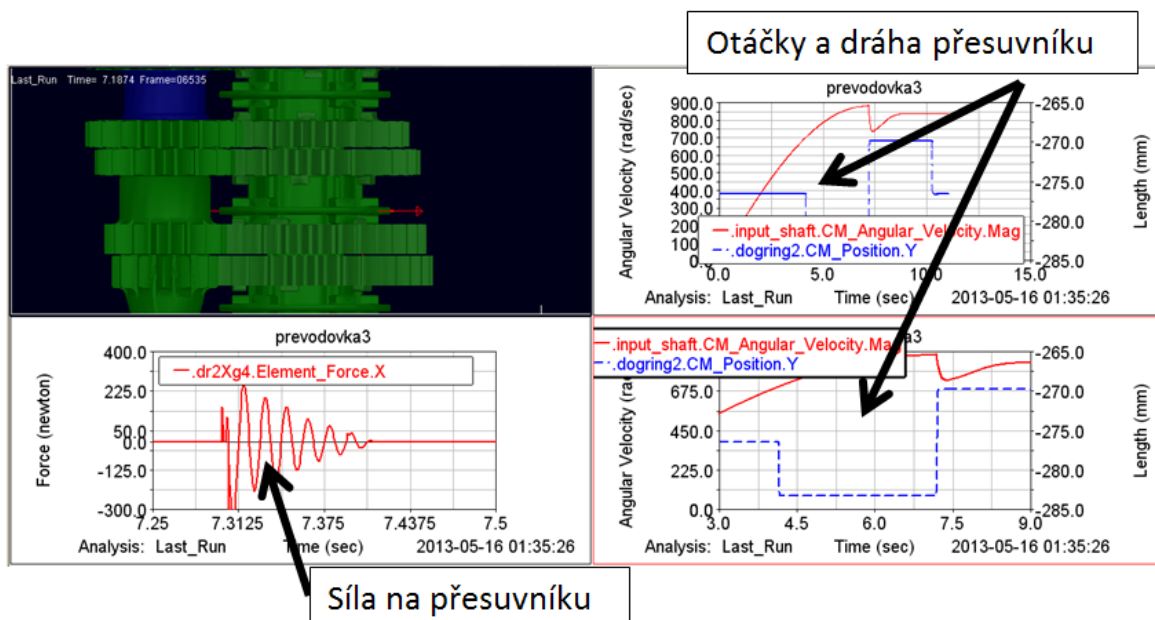 Otáčky a dráha přesuvníku
Last_Run Time= 7.1874 Frame=06535
prevodovka3
900.0
800.0
700.0
600.0
500.0
400.0
300.0
200
100
0.0
Angular Velocity (rad/sec)
-265.0
-270.0
-275.0
-280.0
-285.0
Length (mm)
.input_shaft.CM_Angular_Velocity.Mag
.dogring2.CM_Position.Y
0.0 5.0 10.0 15.0
Analysis: Last_Run Time (sec) 2013-05-16 01:35:26
prevodovka3
400.0
225.0
50.0
0.0
-125.0
-300.0
Force (newton)
.dr2Xg4.Element_Force.X
7.25 7.3125 7.375 7.4375 7.5
Analysis: Last_Run Time (sec) 2013-05-16 01:35:26
a3
.input_shaft.CM_Angular_Velocity.Mag
.dogring2.CM_Position.Y
675.0
450.0
225.0
0.0
Angular Velocity (rad
-265.0
-270.0
-275.0
-280.0
-285.0
Length (mm)
3.0 4.5 6.0 7.5 9.0
Analysis: Last_Run Time (sec) 2013-05-16 01:35:26
Síla na přesuvníku